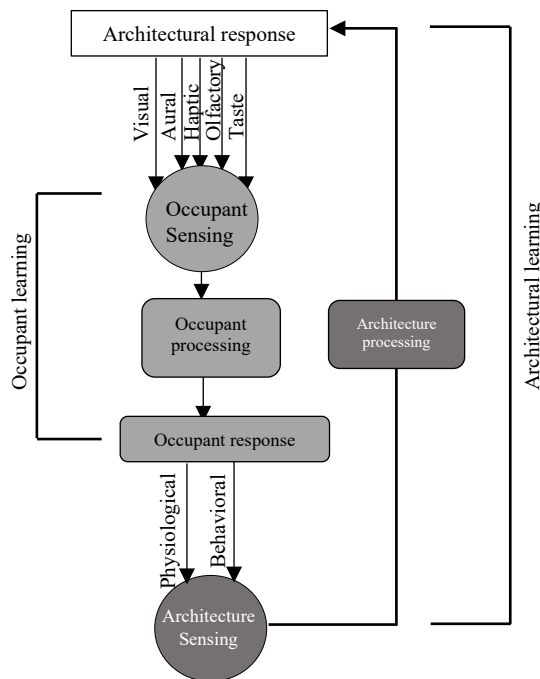 Architectural response
Visual
Aural
Haptic
Olfactory
Taste
Occupant
Sensing
Occupant learning
Occupant
processing
Architecture
processing
Architectural learning
Occupant response
Physiological
Behavioral
Architecture
Sensing